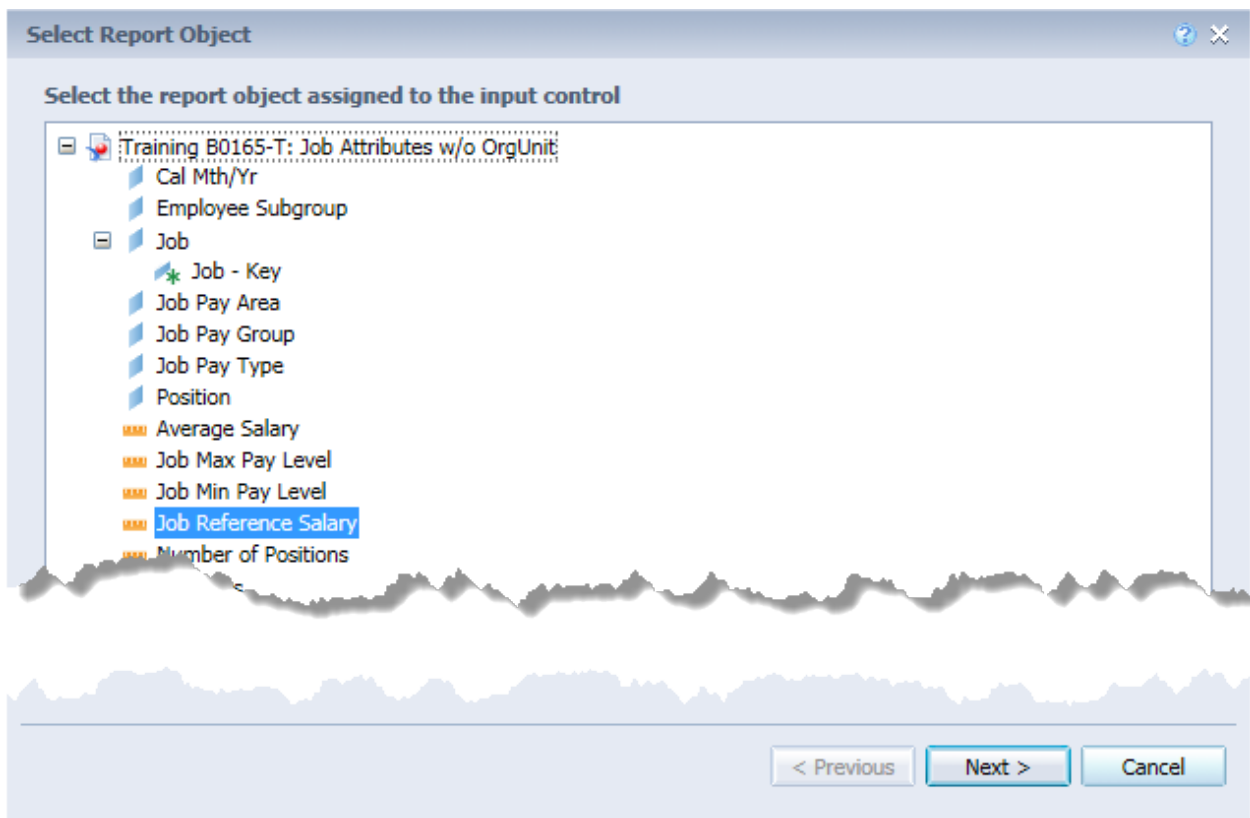 Select Report Object
Select the report object assigned to the input control
Training B0165-T: Job Attributes w/o OrgUnit
Cal Mth/Yr
Employee Subgroup
Job
Job - Key
Job Pay Area
Job Pay Group
Job Pay Type
Position
Average Salary
Job Max Pay Level
Job Min Pay Level
Job Reference Salary
Number of Positions
< Previous Next > Cancel